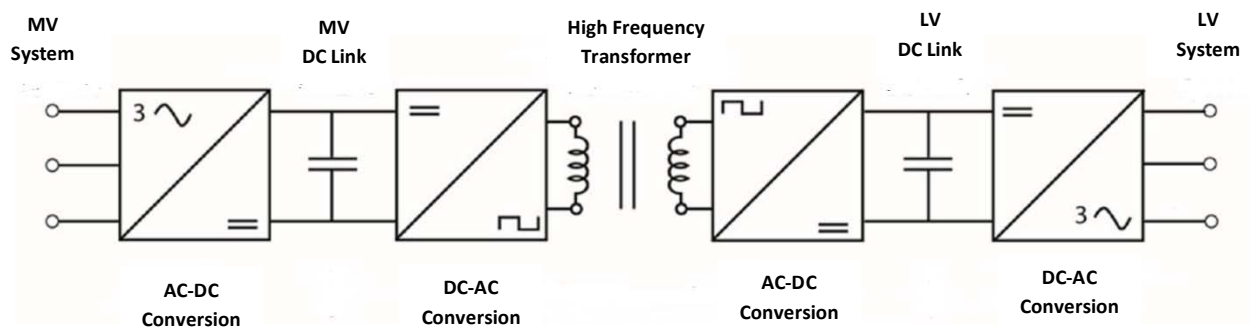 MV
System
MV
DC Link
High Frequency
Transformer
LV
DC Link
LV
System
3
3
AC-DC
Conversion
DC-AC
Conversion
AC-DC
Conversion
DC-AC
Conversion